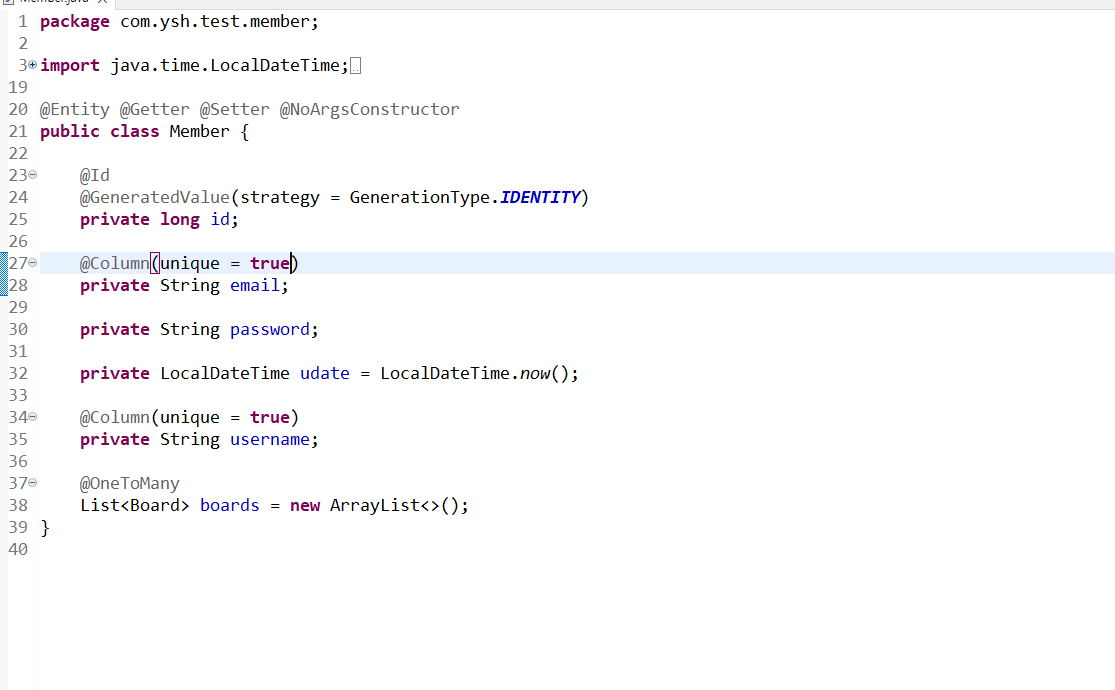 Member.java
1 package com.ysh.test.member;
2
3 import java.time.LocalDateTime;
19
20 @Entity @Getter @Setter @NoArgsConstructor
21 public class Member {
22
23 @Id
24 @GeneratedValue(strategy = GenerationType.IDENTITY)
25 private long id;
26
27 @Column(unique = true)
28 private String email;
29
30 private String password;
31
32 private LocalDateTime udate = LocalDateTime.now();
33
34 @Column(unique = true)
35 private String username;
36
37 @OneToMany
38 List<Board> boards = new ArrayList<>();
39 }
40